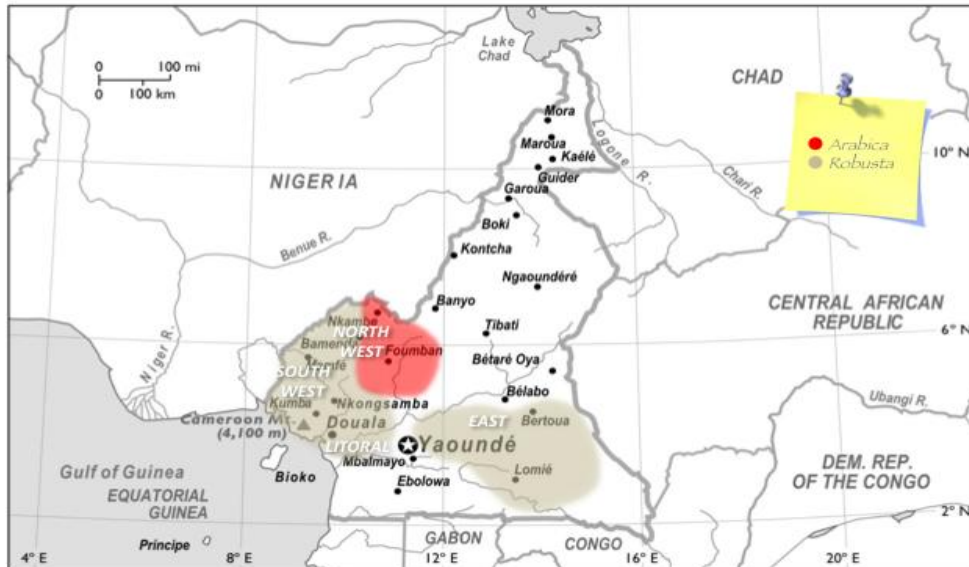 Lake
Chad
0 100 mi
0 100 km
CHAD
Mora
Maroua
Kaélé
Logone R.
Arabica
Robusta
10° N
NIGERIA
Guider
Garoua
Chari R.
Boki
Benue R.
Kontcha
Ngaoundéré
Banyo
CENTRAL AFRICAN
REPUBLIC
Nkambe
NORTH
WEST
Tibati
6° N
Niger R.
Bamenda
Foumban
Mamfé
Bétaré Oya
SOUTH
WEST
Bélabo
Ubangi R.
Kumba
Nkongsamba
EAST
Bertoua
Cameroon Mt.
(4,100 m)
Douala
LITORAL
Yaoundé
Mbalmayo
Gulf of Guinea
Bioko
Lomié
DEM. REP.
OF THE CONGO
EQUATORIAL
GUINEA
Ebolowa
2° N
Príncipe
GABON
CONGO
4° E
8° E
12° E
16° E
20° E